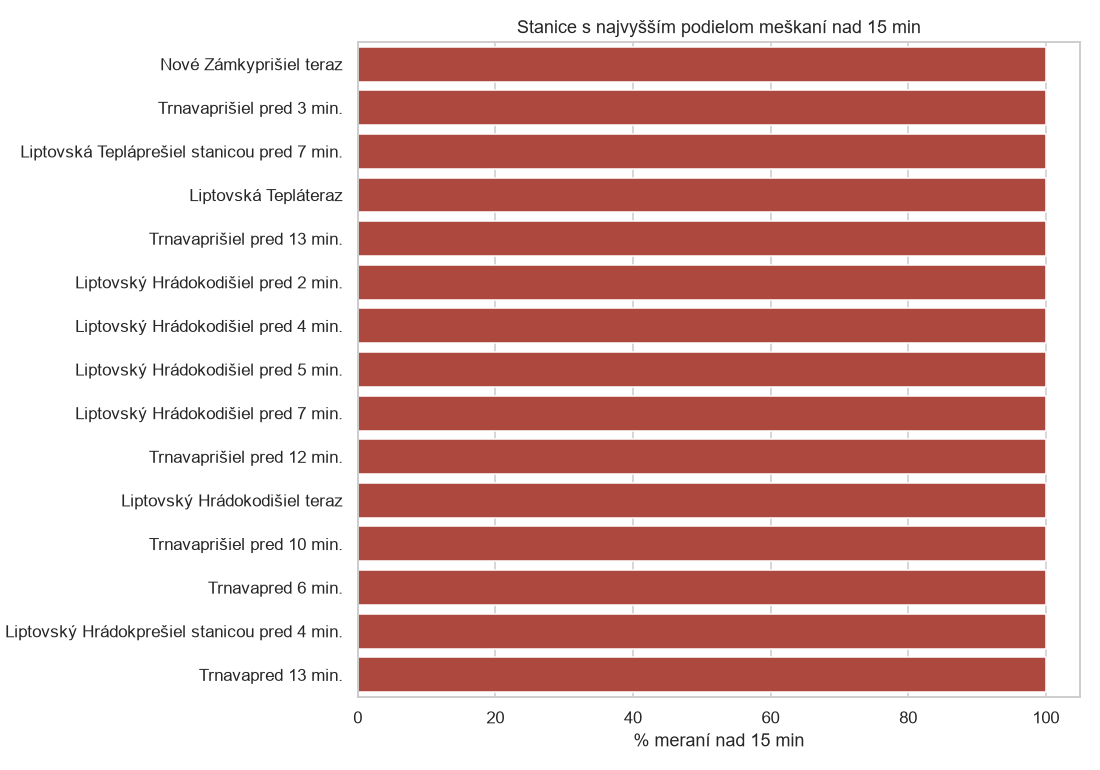 Stanice s najvyšším podielom meškaní nad 15 min
Nové Zámkyprišiel teraz
Trnavaprišiel pred 3 min.
Liptovská Tepláprešiel stanicou pred 7 min.
Liptovská Tepláteraz
Trnavaprišiel pred 13 min.
Liptovský Hrádokodišiel pred 2 min.
Liptovský Hrádokodišiel pred 4 min.
Liptovský Hrádokodišiel pred 5 min.
Liptovský Hrádokodišiel pred 7 min.
Trnavaprišiel pred 12 min.
Liptovský Hrádokodišiel teraz
Trnavaprišiel pred 10 min.
Trnavapred 6 min.
Liptovský Hrádokprešiel stanicou pred 4 min.
Trnavapred 13 min.
0 20 40 60 80 100
% meraní nad 15 min